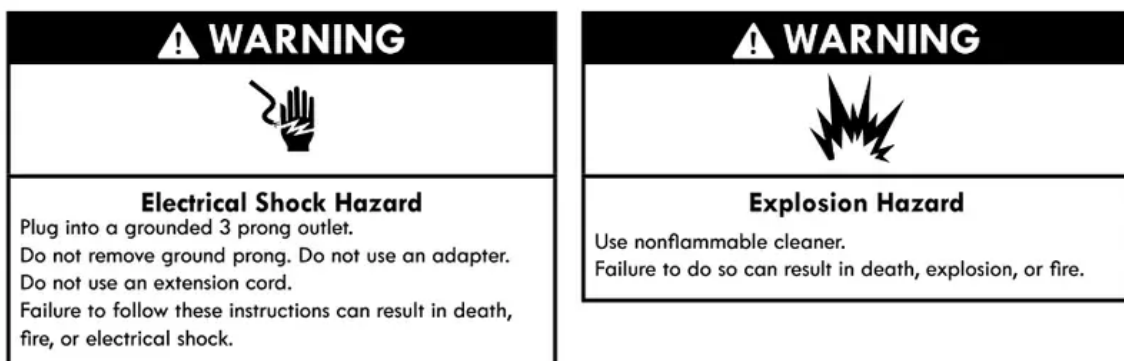 WARNING
Electrical Shock Hazard
Plug into a grounded 3 prong outlet.
Do not remove ground prong. Do not use an adapter.
Do not use an extension cord.
Failure to follow these instructions can result in death,
fire, or electrical shock.
WARNING
Explosion Hazard
Use nonflammable cleaner.
Failure to do so can result in death, explosion, or fire.